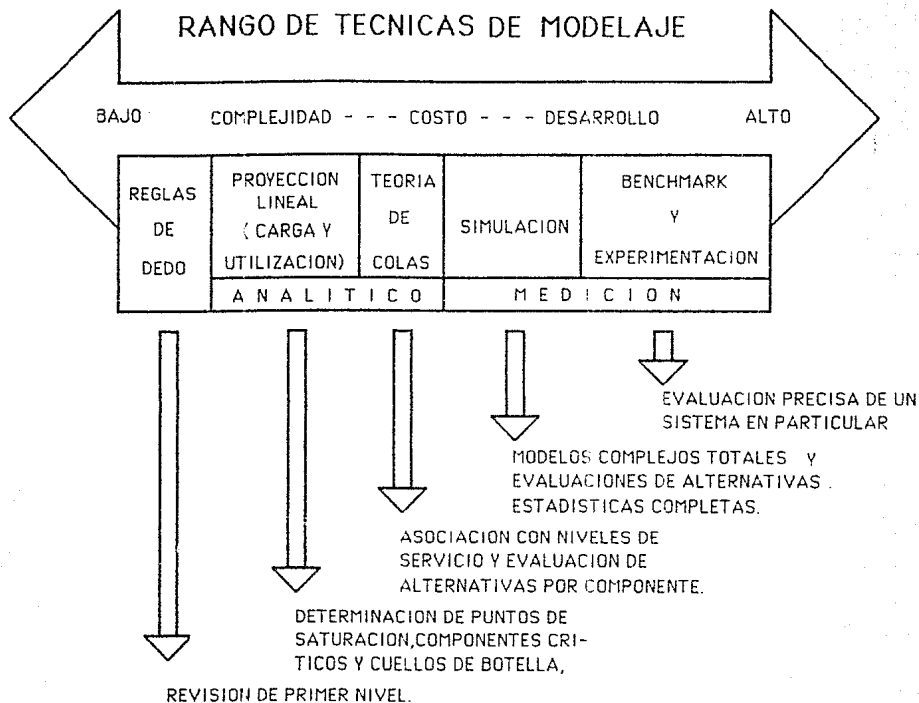 RANGO DE TECNICAS DE MODELAJE
BAJO COMPLEJIDAD - - - COSTO - - - DESARROLLO ALTO
REGLAS
DE
DEDO
PROYECCION
LINEAL
(CARGA Y
UTILIZACION)
TEORIA
DE
COLAS
SIMULACION
BENCHMARK
Y
EXPERIMENTACION
ANALITICO
MEDICION
EVALUACION PRECISA DE UN
SISTEMA EN PARTICULAR
MODELOS COMPLEJOS TOTALES Y
EVALUACIONES DE ALTERNATIVAS.
ESTADISTICAS COMPLETAS.
ASOCIACION CON NIVELES DE
SERVICIO Y EVALUACION DE
ALTERNATIVAS POR COMPONENTE.
DETERMINACION DE PUNTOS DE
SATURACION,COMPONENTES CRI-
TICOS Y CUELLOS DE BOTELLA,
REVISION DE PRIMER NIVEL.